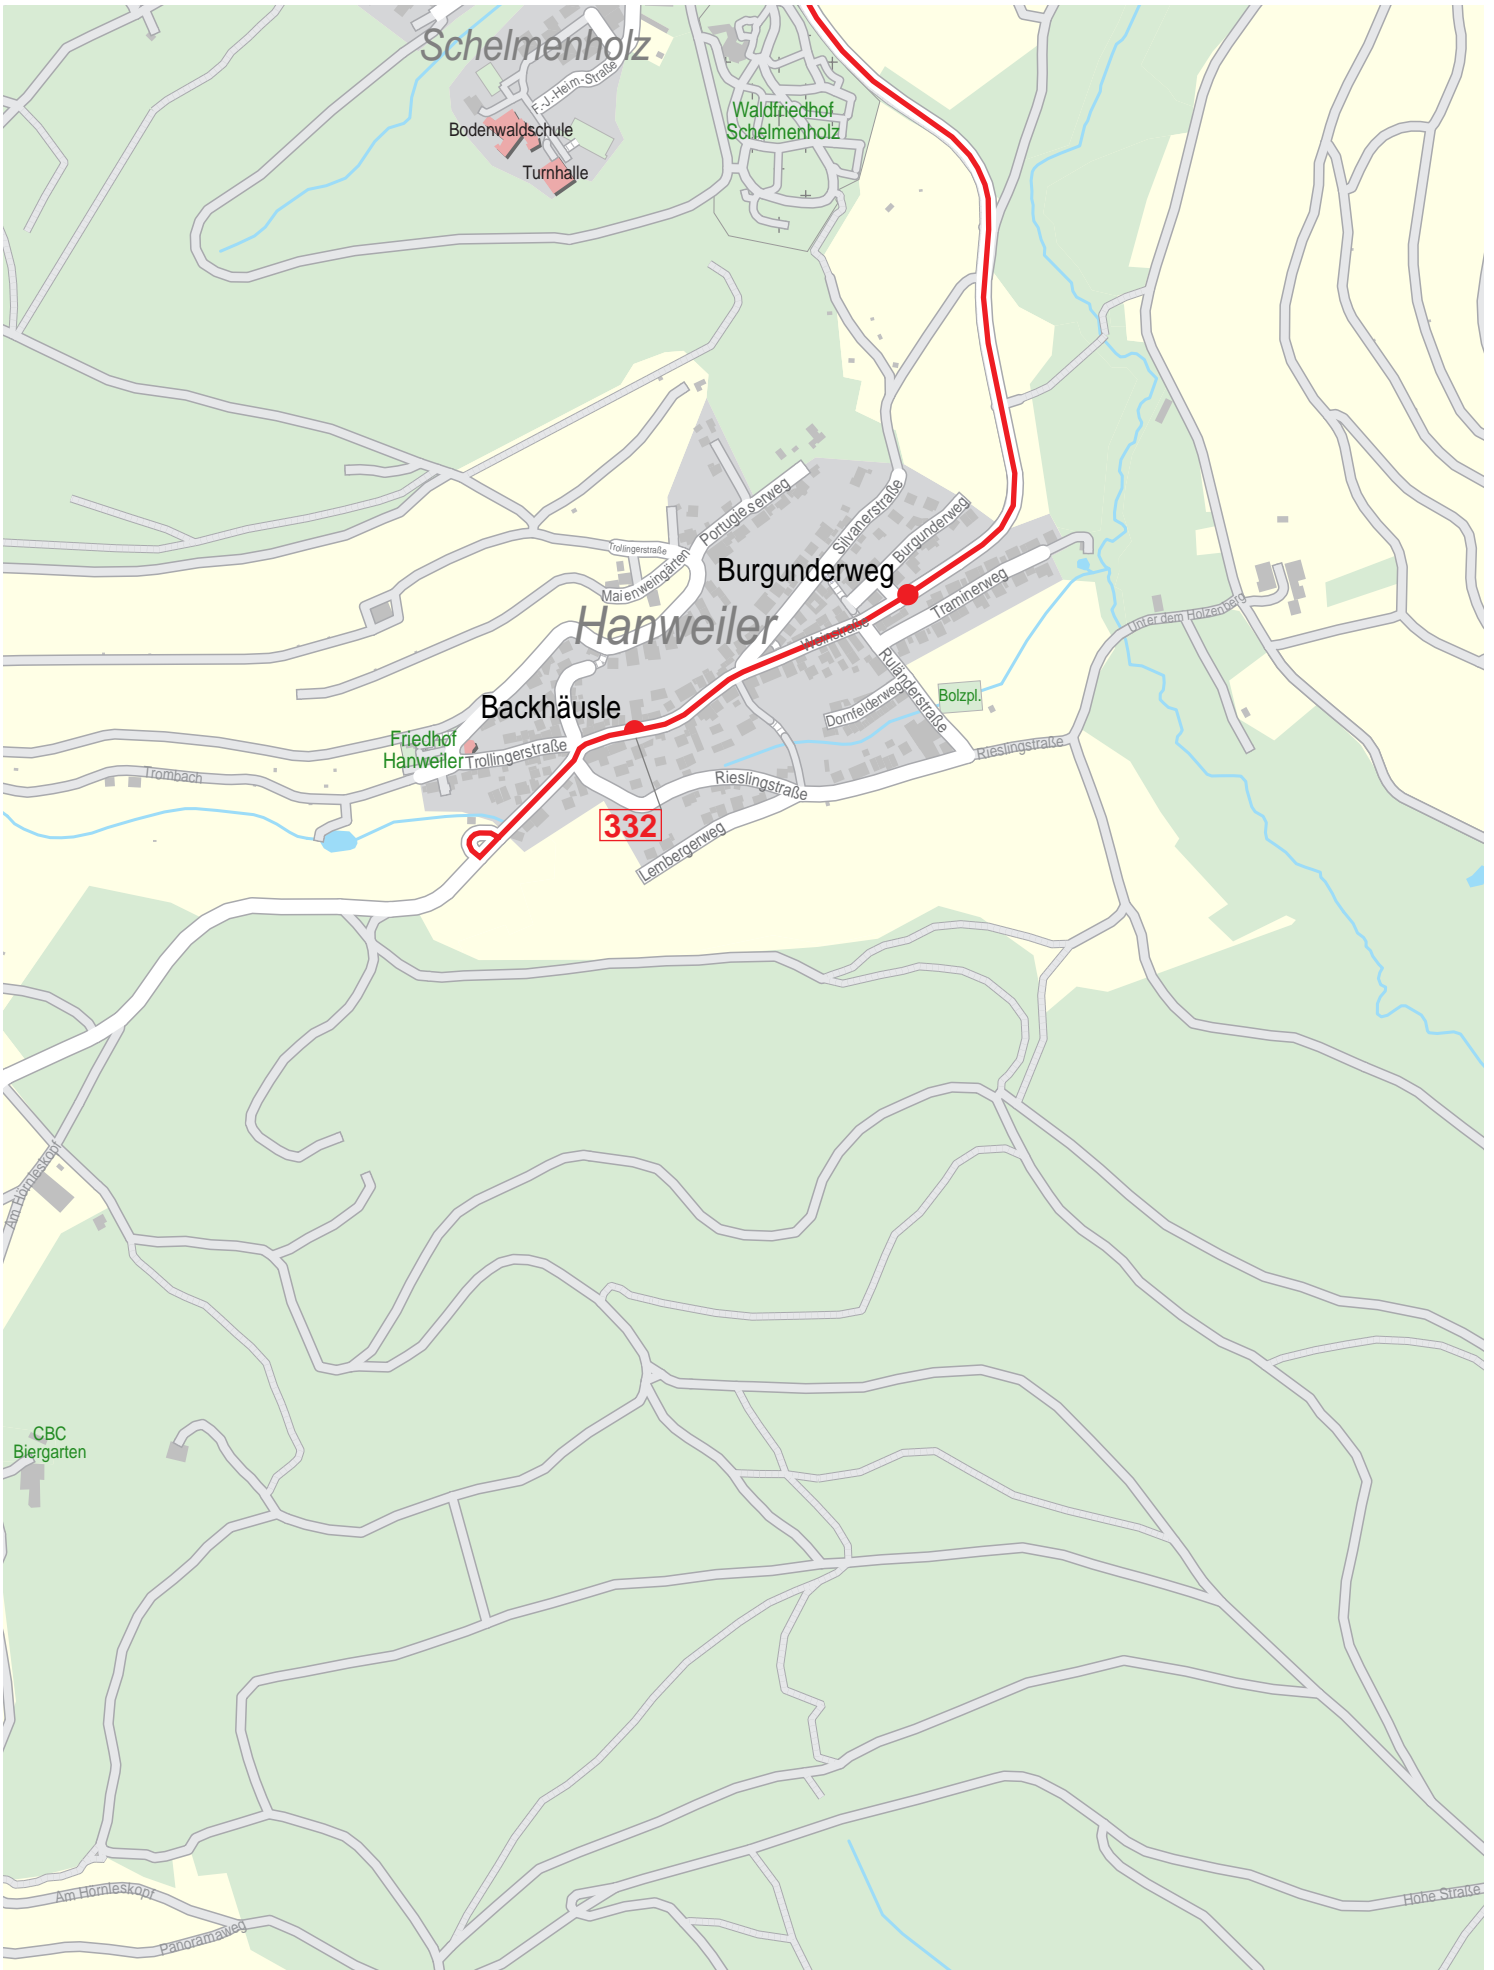 Schelmenholz
F.-J.-Heim-Straße
Bodenwaldschule
Turnhalle
Waldfriedhof
Schelmenholz
Portugieserweg
Silvanerstraße
Burgunderweg
Trollingerstraße
Maienweingärten
Burgunderweg
Traminerweg
Hanweiler
Weinstraße
Unter dem Holzenberg
Ruländerstraße
Dornfelderweg
Bolzpl.
Backhäusle
Friedhof
Hanweiler
Trollingerstraße
Rieslingstraße
Trombach
Rieslingstraße
332
Lembergerweg
Am Hörnleskopf
CBC
Biergarten
Am Hörnleskopf
Panoramaweg
Hohe Straße